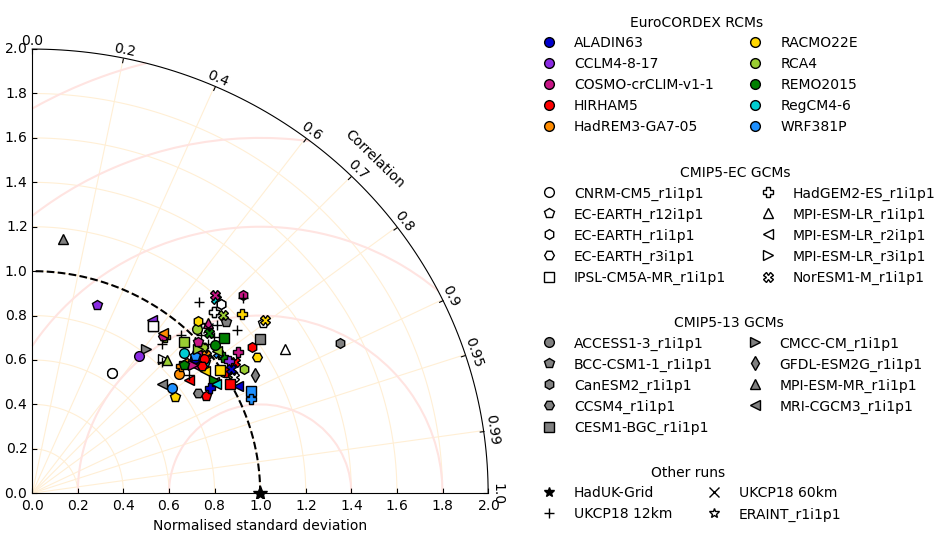 EuroCORDEX RCMs
ALADIN63 RACMO22E
CCLM4-8-17 RCA4
COSMO-crCLIM-v1-1 REMO2015
HIRHAM5 RegCM4-6
HadREM3-GA7-05 WRF381P
CMIP5-EC GCMs
CNRM-CM5_r1i1p1 HadGEM2-ES_r1i1p1
EC-EARTH_r12i1p1 MPI-ESM-LR_r1i1p1
EC-EARTH_r1i1p1 MPI-ESM-LR_r2i1p1
EC-EARTH_r3i1p1 MPI-ESM-LR_r3i1p1
IPSL-CM5A-MR_r1i1p1 NorESM1-M_r1i1p1
CMIP5-13 GCMs
ACCESS1-3_r1i1p1 CMCC-CM_r1i1p1
BCC-CSM1-1_r1i1p1 GFDL-ESM2G_r1i1p1
CanESM2_r1i1p1 MPI-ESM-MR_r1i1p1
CCSM4_r1i1p1 MRI-CGCM3_r1i1p1
CESM1-BGC_r1i1p1
Other runs
HadUK-Grid UKCP18 60km
UKCP18 12km ERAINT_r1i1p1
0.0
0.2
0.4
0.6
Correlation
0.7
0.8
0.9
0.95
0.99
1.0
2.0
1.8
1.6
1.4
1.2
1.0
0.8
0.6
0.4
0.2
0.0
0.0 0.2 0.4 0.6 0.8 1.0 1.2 1.4 1.6 1.8 2.0
Normalised standard deviation